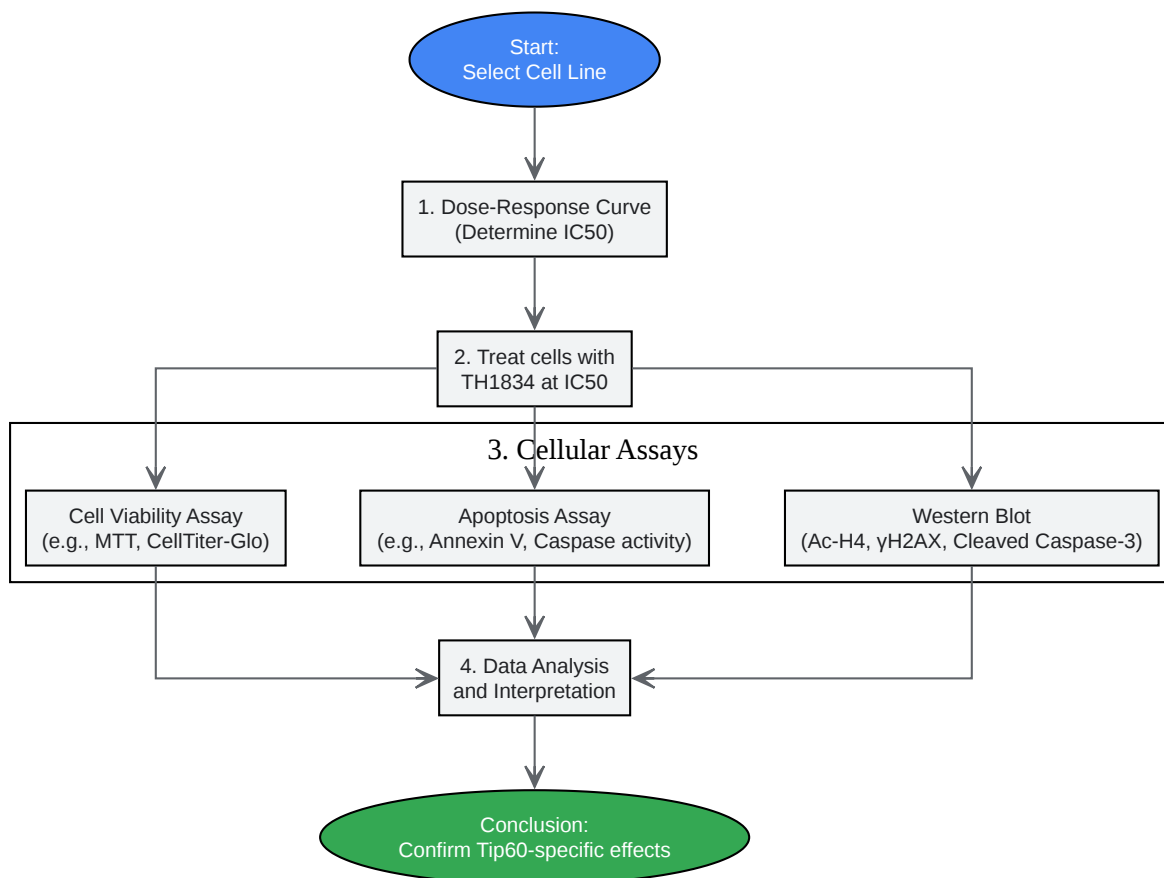 Start:
Select Cell Line
1. Dose-Response Curve
(Determine IC50)
2. Treat cells with
TH1834 at IC50
3. Cellular Assays
Cell Viability Assay
(e.g., MTT, CellTiter-Glo)
Apoptosis Assay
(e.g., Annexin V, Caspase activity)
Western Blot
(Ac-H4, γH2AX, Cleaved Caspase-3)
4. Data Analysis
and Interpretation
Conclusion:
Confirm Tip60-specific effects